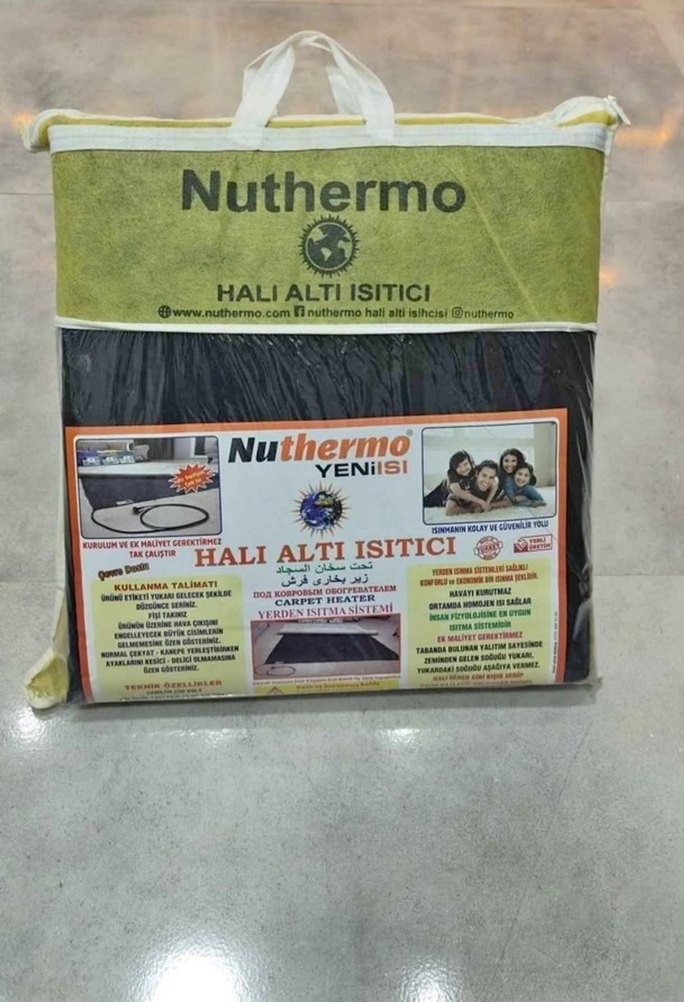 Nuthermo
HALI ALTI ISITICI
www.nuthermo.com nuthermo hali alti isihcisi nuthermo
Nuthermo®
YENiISI
KURULUM VE EK MALİYET GEREKTİRMEZ
TAK ÇALIŞTIR
ISINMANIN KOLAY VE GÜVENİLİR YOLU
HALI ALTI ISITICI
YERLİ
ÜRETİM
تحت سخان السجاد
زير بخارى فرش
ПОД КОВРОВЫМ ОБОГРЕВАТЕЛЕМ
CARPET HEATER
YERDEN ISITMA SİSTEMİ
Çevre Dostu
KULLANMA TALİMATI
ÜRÜNÜ ETİKETİ YUKARI GELECEK ŞEKİLDE
DÜZGÜNCE SERİNİZ.
FİŞİ TAKINIZ
ÜRÜNÜN ÜZERİNE HAVA ÇIKIŞINI
ENGELLEYECEK BÜYÜK CİSİMLERİN
GELMEMESİNE ÖZEN GÖSTERİNİZ.
NORMAL ÇEKYAT - KANEPE YERLEŞTİRİRKEN
AYAKLARINI KESİCİ - DELİCİ OLMAMASINA
ÖZEN GÖSTERİNİZ.
TEKNİK ÖZELLİKLER
YERDEN ISINMA SİSTEMLERİ SAĞLIKLI
KONFORLU ve EKONOMİK BİR ISINMA ŞEKLİDİR.
HAVAYI KURUTMAZ
ORTAMDA HOMOJEN ISI SAĞLAR
İNSAN FİZYOLOJİSİNE EN UYGUN
ISITMA SİSTEMİDİR
EK MALİYET GEREKTİRMEZ
TABANDA BULUNAN YALITIM SAYESİNDE
ZEMİNDEN GELEN SOĞUĞU YUKARI,
YUKARDAKİ SOĞUĞU AŞAĞIYA VERMEZ.